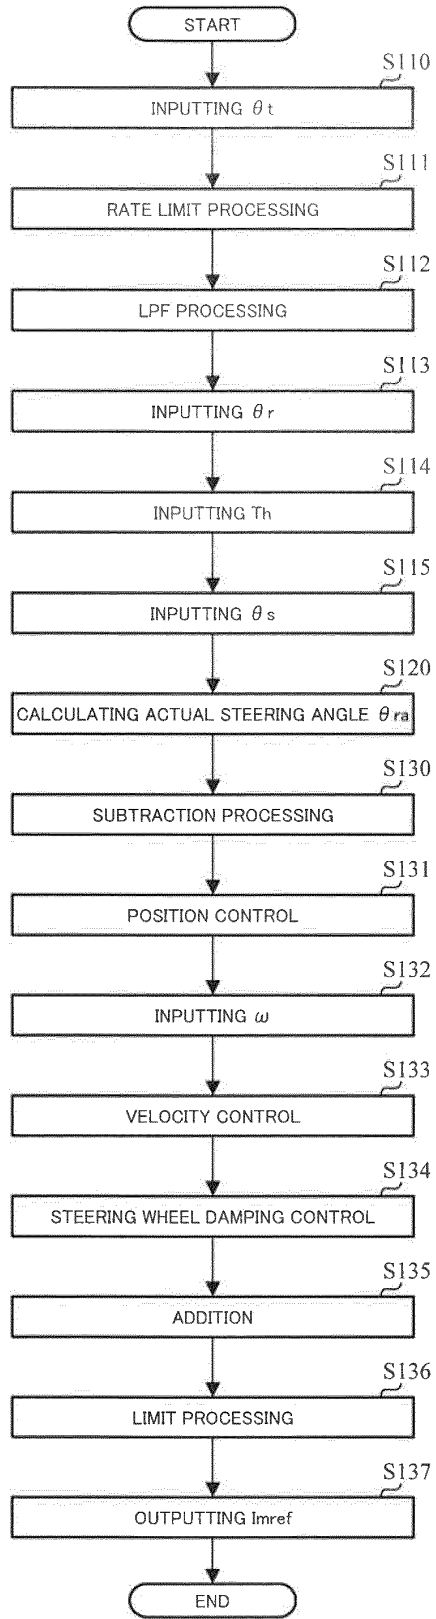 START
S110
INPUTTING θt
S111
RATE LIMIT PROCESSING
S112
LPF PROCESSING
S113
INPUTTING θr
S114
INPUTTING Th
S115
INPUTTING θs
S120
CALCULATING ACTUAL STEERING ANGLE θra
S130
SUBTRACTION PROCESSING
S131
POSITION CONTROL
S132
INPUTTING ω
S133
VELOCITY CONTROL
S134
STEERING WHEEL DAMPING CONTROL
S135
ADDITION
S136
LIMIT PROCESSING
S137
OUTPUTTING Imref
END